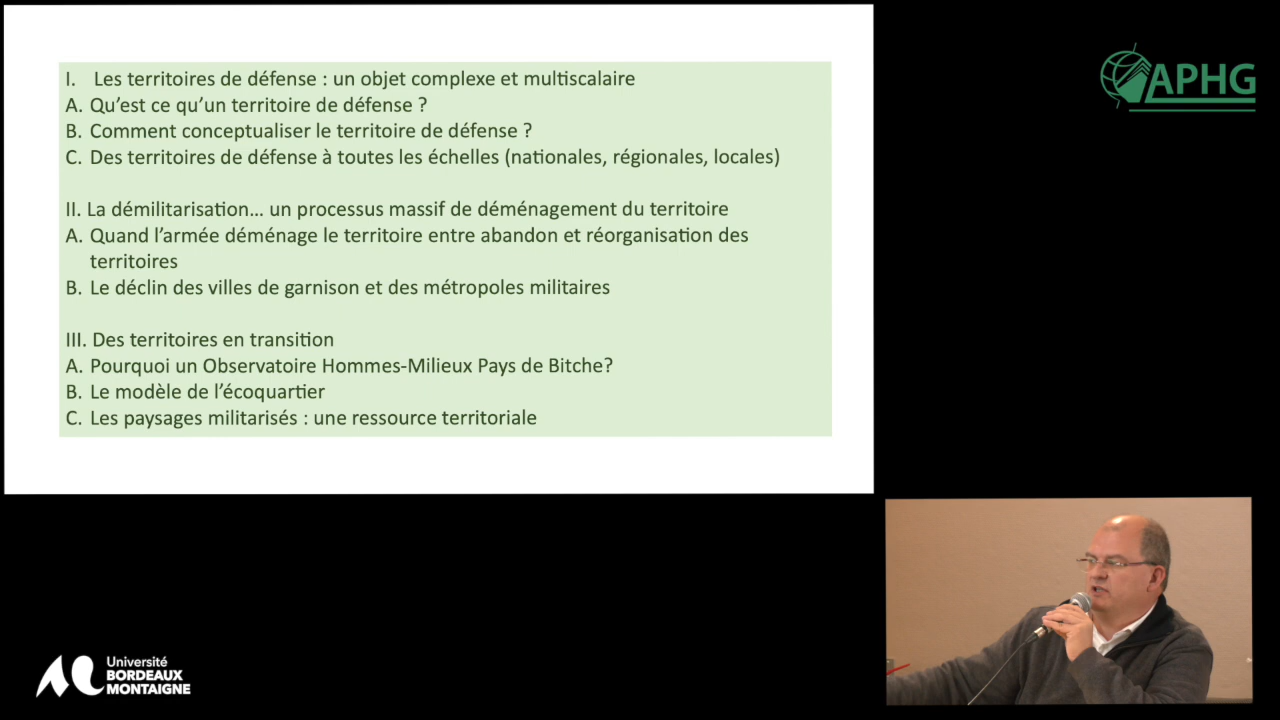 I. Les territoires de défense : un objet complexe et multiscalaire
A. Qu'est ce qu'un territoire de défense ?
B. Comment conceptualiser le territoire de défense ?
C. Des territoires de défense à toutes les échelles (nationales, régionales, locales)
II. La démilitarisation… un processus massif de déménagement du territoire
A. Quand l'armée déménage le territoire entre abandon et réorganisation des
territoires
B. Le déclin des villes de garnison et des métropoles militaires
III. Des territoires en transition
A. Pourquoi un Observatoire Hommes-Milieux Pays de Bitche?
B. Le modèle de l'écoquartier
C. Les paysages militarisés : une ressource territoriale
APHG
Université
BORDEAUX
MONTAIGNE